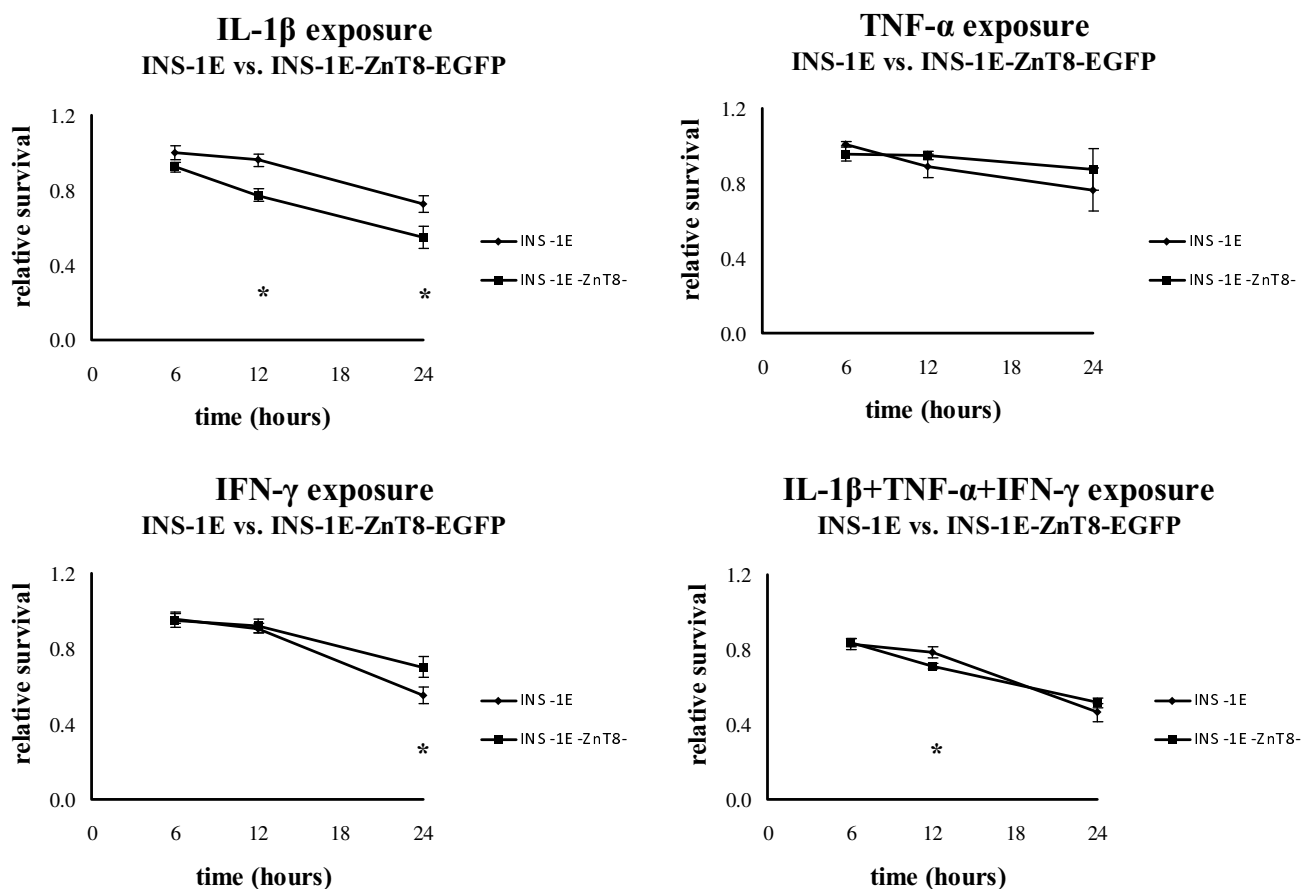 IL-1β exposure
INS-1E vs. INS-1E-ZnT8-EGFP
1.2
0.8
0.4
0.0
relative survival
*
*
0
6
12
18
24
time (hours)
INS -1E
INS -1E -ZnT8-
TNF-α exposure
INS-1E vs. INS-1E-ZnT8-EGFP
1.2
0.8
0.4
0.0
relative survival
0
6
12
18
24
time (hours)
INS -1E
INS -1E -ZnT8-
IFN-γ exposure
INS-1E vs. INS-1E-ZnT8-EGFP
1.2
0.8
0.4
0.0
relative survival
*
0
6
12
18
24
time (hours)
INS -1E
INS -1E -ZnT8-
IL-1β+TNF-α+IFN-γ exposure
INS-1E vs. INS-1E-ZnT8-EGFP
1.2
0.8
0.4
0.0
relative survival
*
0
6
12
18
24
time (hours)
INS -1E
INS -1E -ZnT8-